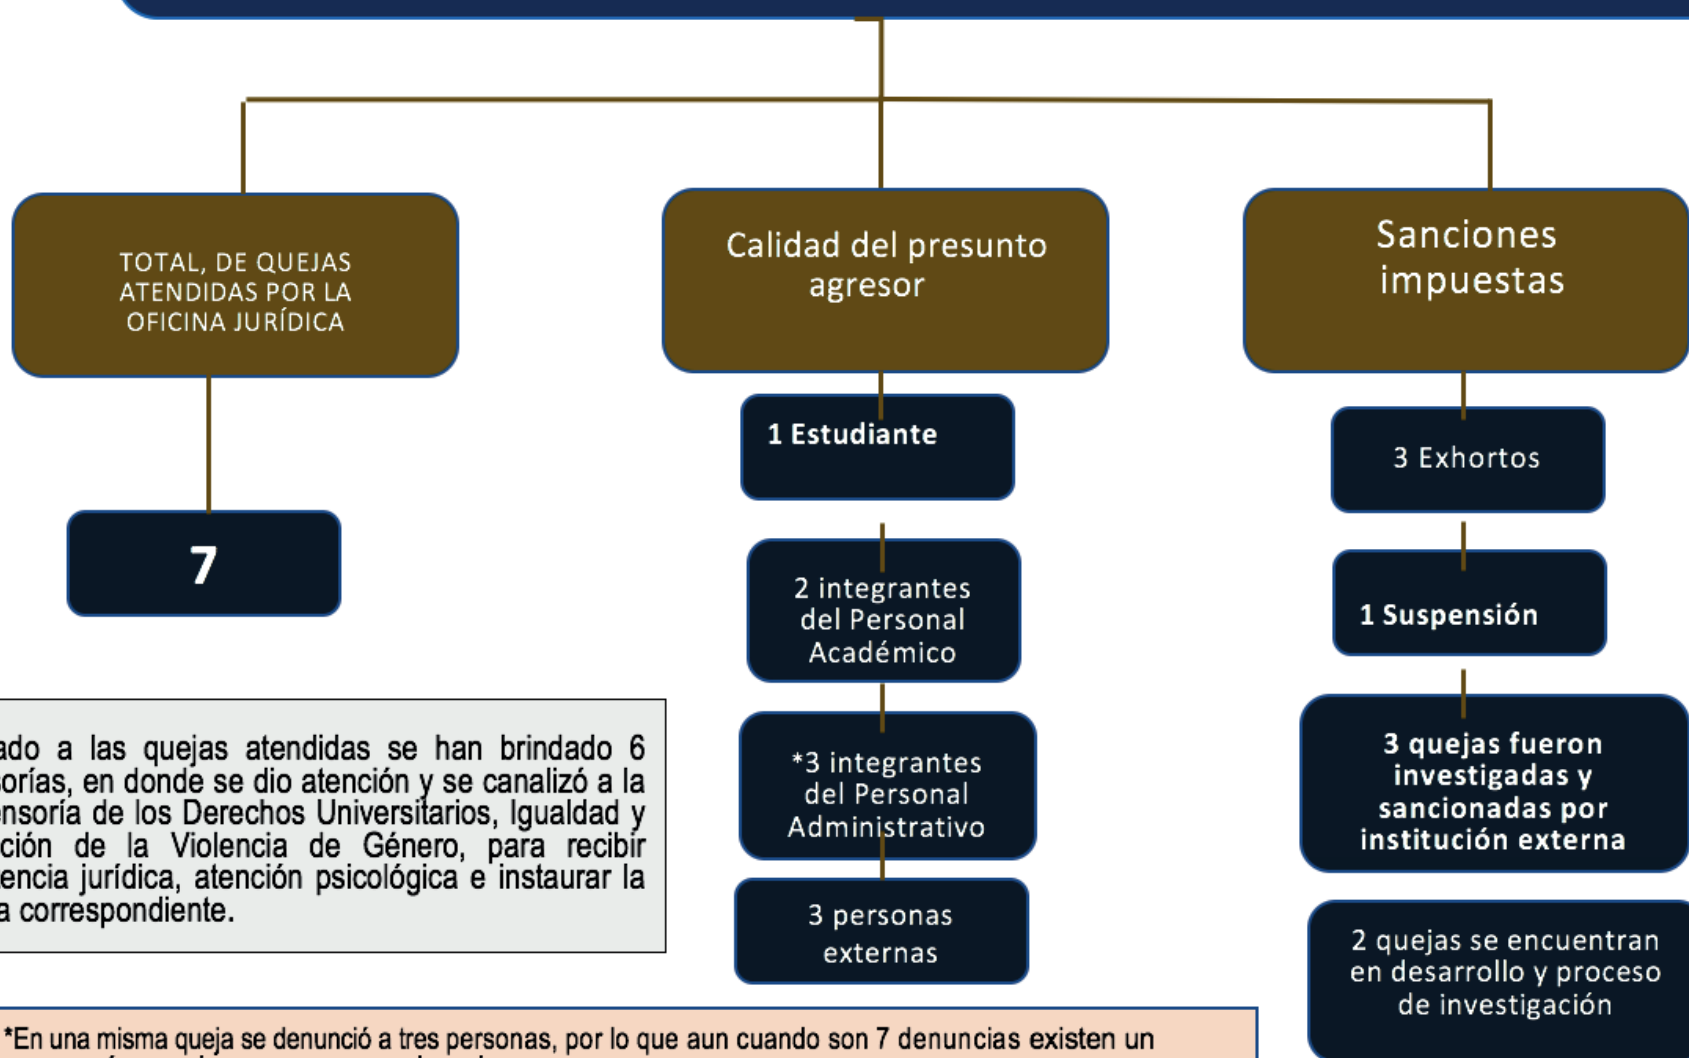 TOTAL, DE QUEJAS
ATENDIDAS POR LA
OFICINA JURÍDICA
7
Calidad del presunto
agresor
1 Estudiante
2 integrantes
del Personal
Académico
*3 integrantes
del Personal
Administrativo
3 personas
externas
Sanciones
impuestas
3 Exhortos
1 Suspensión
3 quejas fueron
investigadas y
sancionadas por
institución externa
2 quejas se encuentran
en desarrollo y proceso
de investigación
a las quejas atendidas se han brindado 6
en donde se dio atención y se canalizó a la
de los Derechos Universitarios, Igualdad y
de la Violencia de Género, para recibir
jurídica, atención psicológica e instaurar la
correspondiente.
*En una misma queja se denunció a tres personas, por lo que aun cuando son 7 denuncias existen un